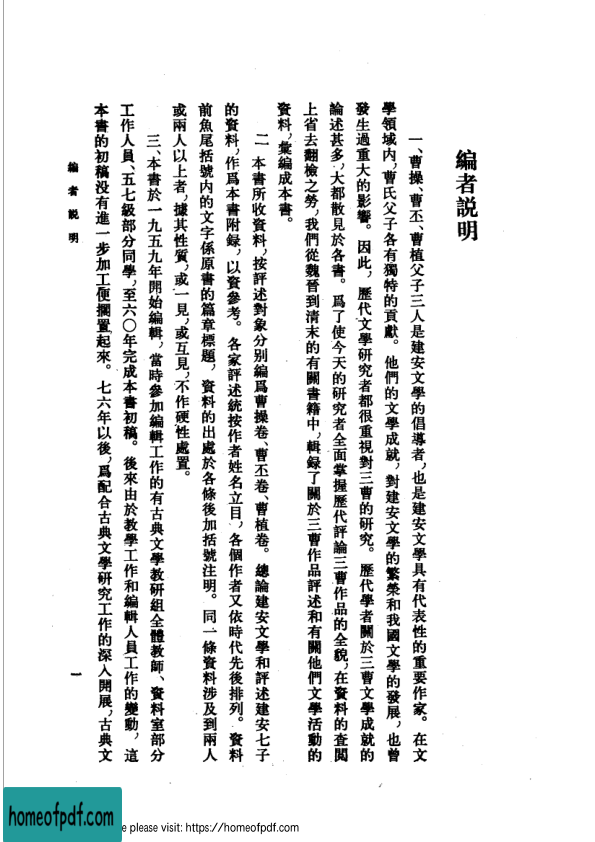 編者説明
一、曹操、曹丕、曹植父子三人是建安文學的倡導者，也是建安文學具有代表性的重要作家。在文
學領域内，曹氏父子各有獨特的貢獻。他們的文學成就，對建安文學的繁榮和我國文學的發展，也曾
發生過重大的影響。因此，歷代文學研究者都很重視對三曹的研究。歷代學者關於三曹文學成就的
論述甚多，大都散見於各書。爲了使今天的研究者全面掌握歷代評論三曹作品的全貌，在資料的查閲
上省去翻檢之勞，我們從魏晉到清末的有關書籍中，輯録了關於三曹作品評述和有關他們文學活動的
資料，彙編成本書。
二、本書所收資料，按評述對象分别編爲曹操卷、曹丕卷、曹植卷。總論建安文學和評述建安七子
的資料，作爲本書附録，以資參考。各家評述統按作者姓名立目，各個作者又依時代先後排列。資料
前魚尾括號内的文字係原書的篇章標題，資料的出處於各條後加括號注明。同一條資料涉及到兩人
或兩人以上者，據其性質，或一見，或互見，不作硬性處置。
三、本書於一九五九年開始編輯，當時參加編輯工作的有古典文學教研組全體教師、資料室部分
工作人員、五七級部分同學，至六〇年完成本書初稿。後來由於教學工作和編輯人員工作的變動，這
本書的初稿没有進一步加工便擱置起來。七六年以後，爲配合古典文學研究工作的深入開展，古典文
編者説明
一
homeofpdf.com
e please visit: https://homeofpdf.com